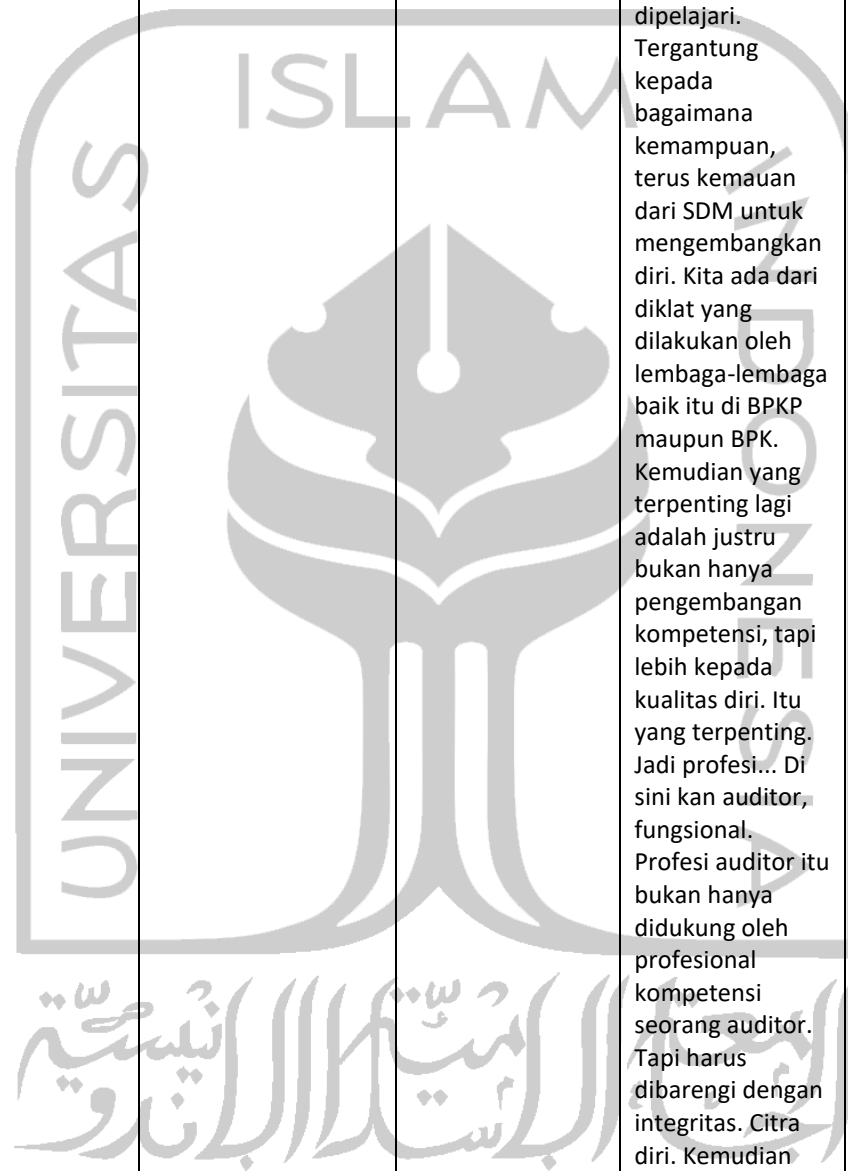 dipelajari.
Tergantung
kepada
bagaimana
kemampuan,
terus kemauan
dari SDM untuk
mengembangkan
diri. Kita ada dari
diklat yang
dilakukan oleh
lembaga-lembaga
baik itu di BPKP
maupun BPK.
Kemudian yang
terpenting lagi
adalah justru
bukan hanya
pengembangan
kompetensi, tapi
lebih kepada
kualitas diri. Itu
yang terpenting.
Jadi profesi... Di
sini kan auditor,
fungsional.
Profesi auditor itu
bukan hanya
didukung oleh
profesional
kompetensi
seorang auditor.
Tapi harus
dibarengi dengan
integritas. Citra
diri. Kemudian
UNIVERSITAS
ISLAM
INDONESIA